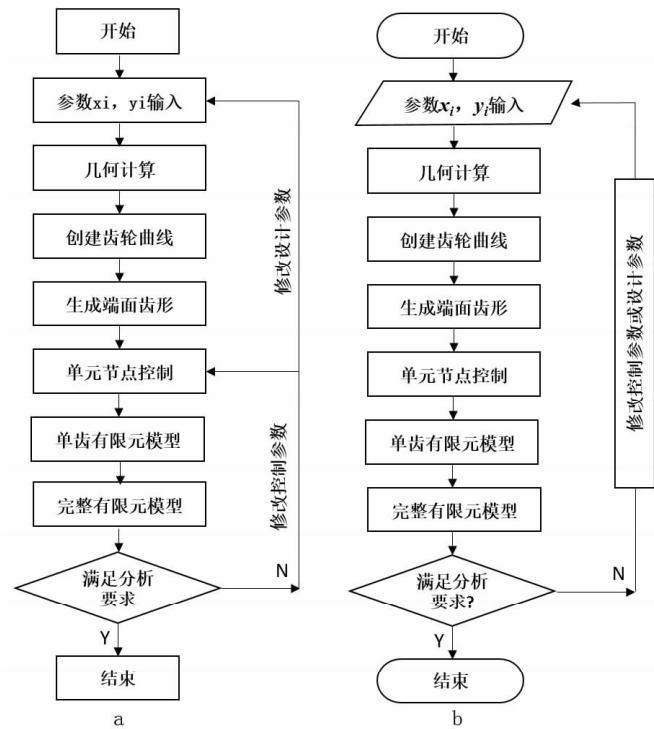 开始
参数xi，yi输入
几何计算
创建齿轮曲线
生成端面齿形
单元节点控制
单齿有限元模型
完整有限元模型
满足分析
要求
N
Y
结束
修改设计参数
修改控制参数
a
开始
参数xi，yi输入
几何计算
创建齿轮曲线
生成端面齿形
单元节点控制
单齿有限元模型
完整有限元模型
满足分析
要求?
N
Y
结束
修改控制参数或设计参数
b